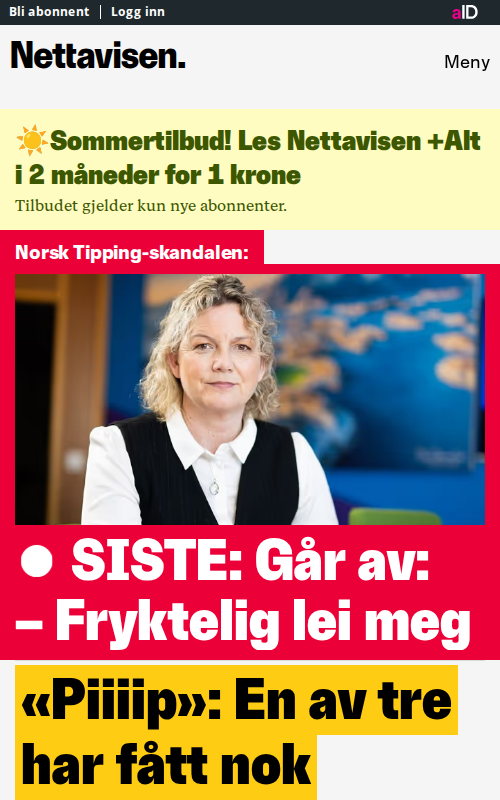 Bli abonnent | Logg inn
aID
Nettavisen.
Meny
☀️Sommertilbud! Les Nettavisen +Alt
i 2 måneder for 1 krone
Tilbudet gjelder kun nye abonnenter.
Norsk Tipping-skandalen:
● SISTE: Går av:
– Fryktelig lei meg
«Piiiip»: En av tre
har fått nok